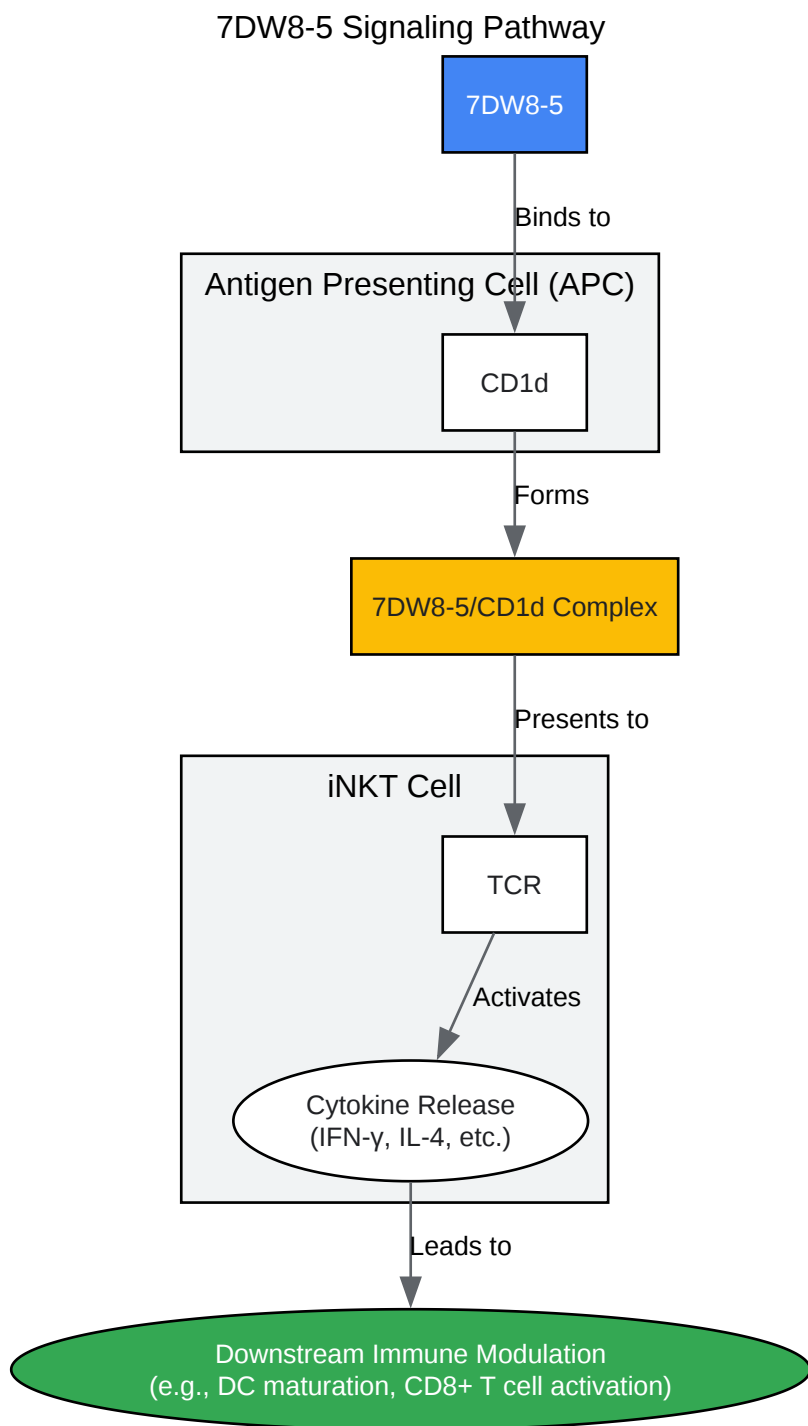 7DW8-5 Signaling Pathway
7DW8-5
Binds to
Antigen Presenting Cell (APC)
CD1d
Forms
7DW8-5/CD1d Complex
Presents to
iNKT Cell
TCR
Activates
Cytokine Release
(IFN-γ, IL-4, etc.)
Leads to
Downstream Immune Modulation
(e.g., DC maturation, CD8+ T cell activation)